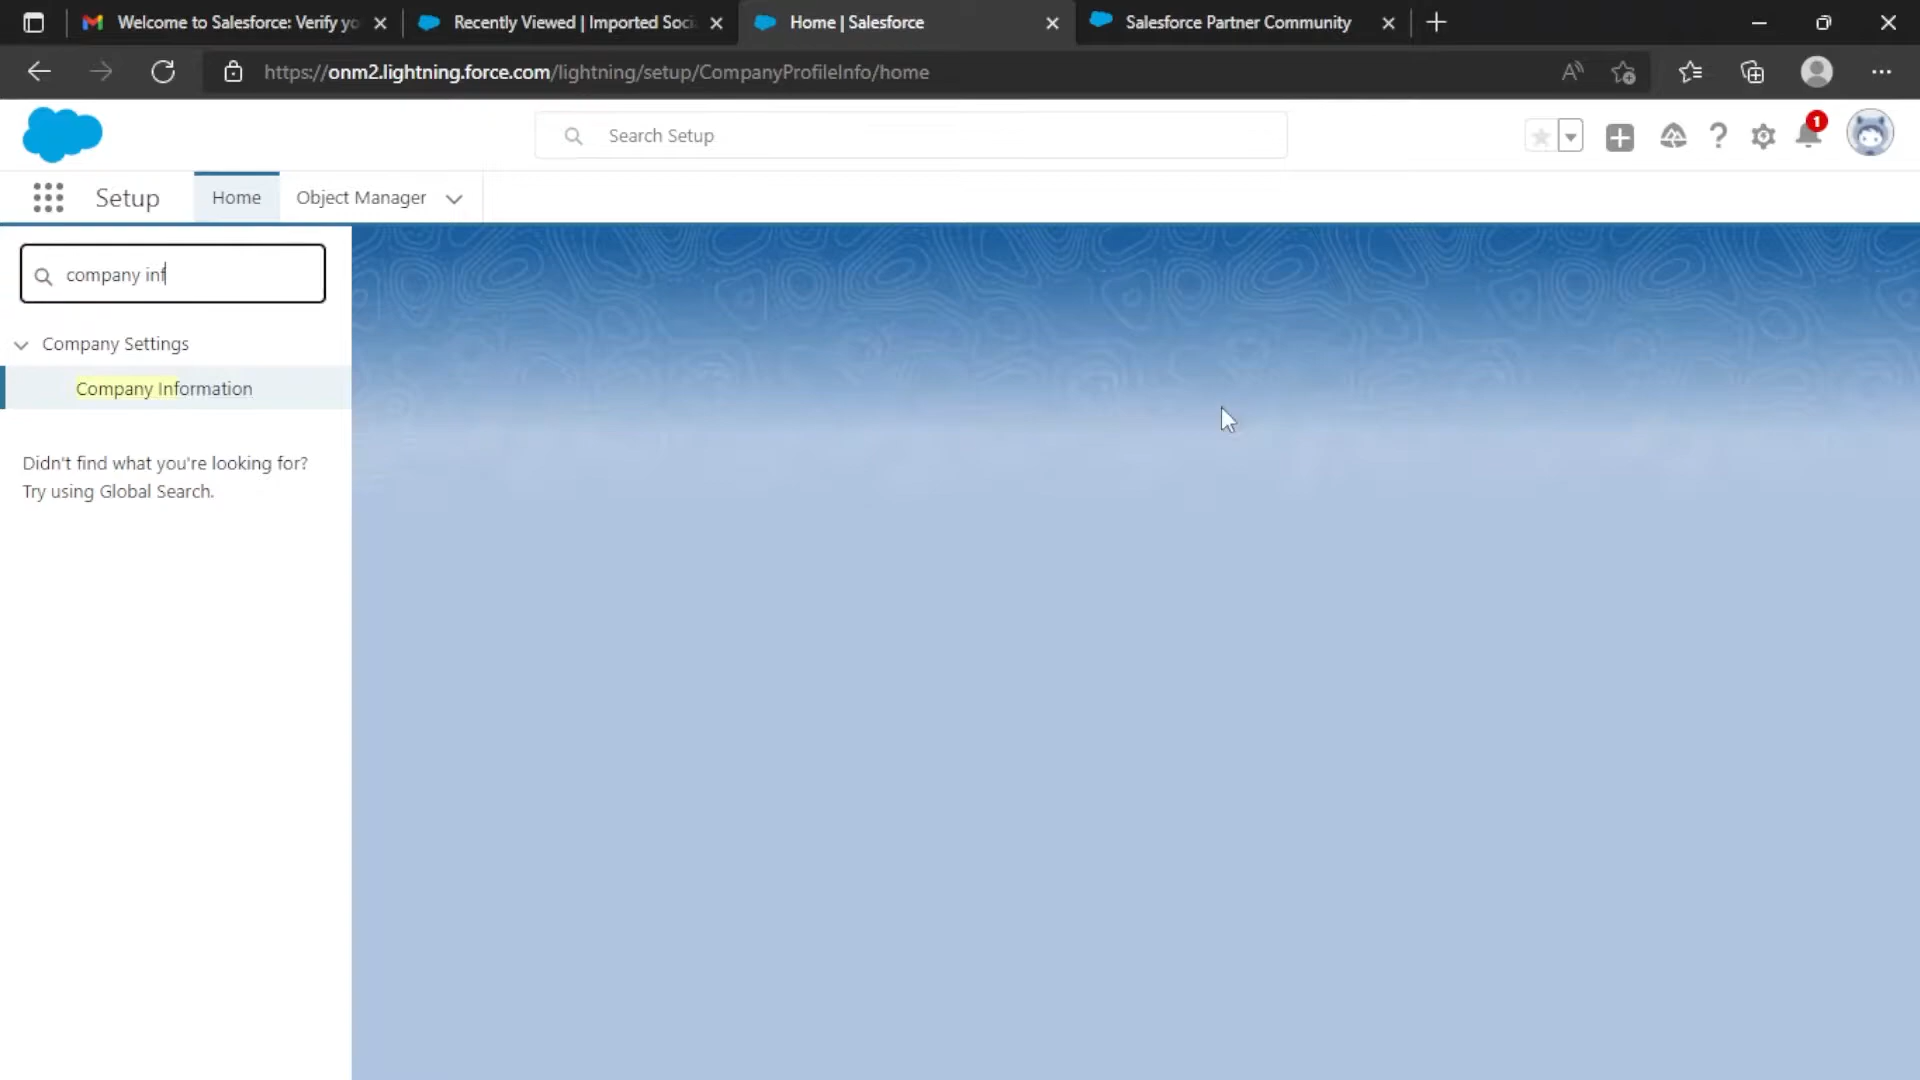 Welcome to Salesforce: Verify yo
Recently Viewed | Imported Soci
Home | Salesforce
Salesforce Partner Community
https://onm2.lightning.force.com/lightning/setup/CompanyProfileInfo/home
Search Setup
1
Setup
Home
Object Manager
company inf
Company Settings
Company Information
Didn't find what you're looking for?
Try using Global Search.